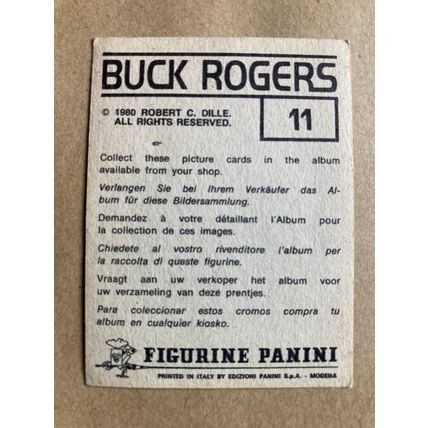 BUCK ROGERS
© 1980 ROBERT C. DILLE.
ALL RIGHTS RESERVED.
11
Collect these picture cards in the album
available from your shop.
Verlangen Sie bei Ihrem Verkäufer das Al-
bum für diese Bildersammlung.
Demandez à votre détaillant l'Album pour
la collection de ces images.
Chiedete al vostro rivenditore l'album per
la raccolta di queste figurine.
Vraagt aan uw verkoper het album voor
uw verzameling van deze prentjes.
Para coleccionar estos cromos compra tu
album en cualquier kiosko.
FIGURINE PANINI
PRINTED IN ITALY BY EDIZIONI PANINI S.p.A. - MODENA